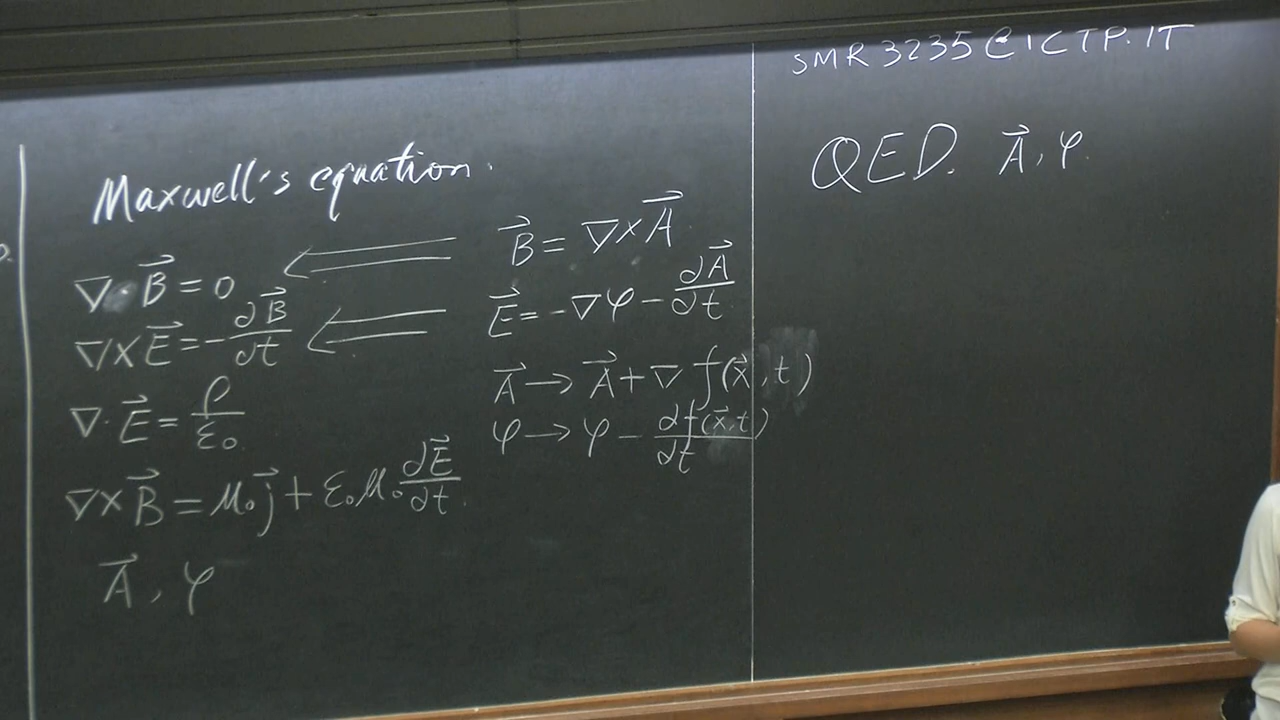 SMR 3235@ICTP.IT
Maxwell's equation.
∇·B⃗ = 0
∇×E⃗ = -∂B⃗/∂t
∇·E⃗ = ρ/ε₀
∇×B⃗ = μ₀j⃗ + ε₀μ₀ ∂E⃗/∂t
A⃗, φ
B⃗ = ∇×A⃗
E⃗ = -∇φ - ∂A⃗/∂t
A⃗ → A⃗ + ∇f(x⃗,t)
φ → φ - ∂f(x⃗,t)/∂t
QED. A⃗, φ